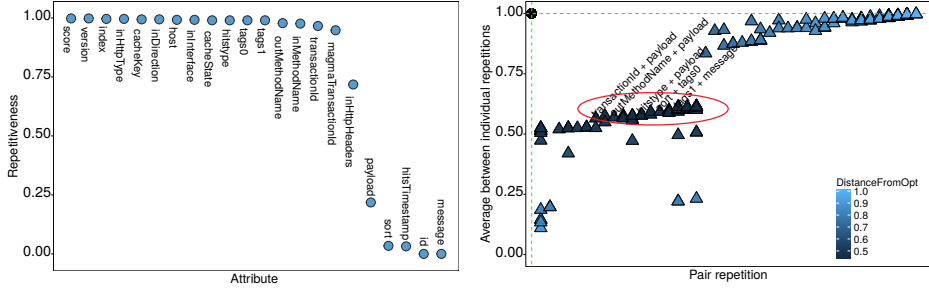 1.00
0.75
0.50
0.25
0.00
Repetitiveness
score
version
index
inHttpType
cacheKey
inDirection
host
inInterface
cacheState
hitstype
tags0
tags1
outMethodName
inMethodName
transactionId
magmaTransactionId
inHttpHeaders
payload
sort
hitsTimestamp
id
message
Attribute
1.00
0.75
0.50
0.25
0.00
Average between individual repetitions
transactionId + payload
outMethodName + payload
hitstype + payload
sort + tags0
tags1 + message
DistanceFromOpt
1.0
0.9
0.8
0.7
0.6
0.5
Pair repetition